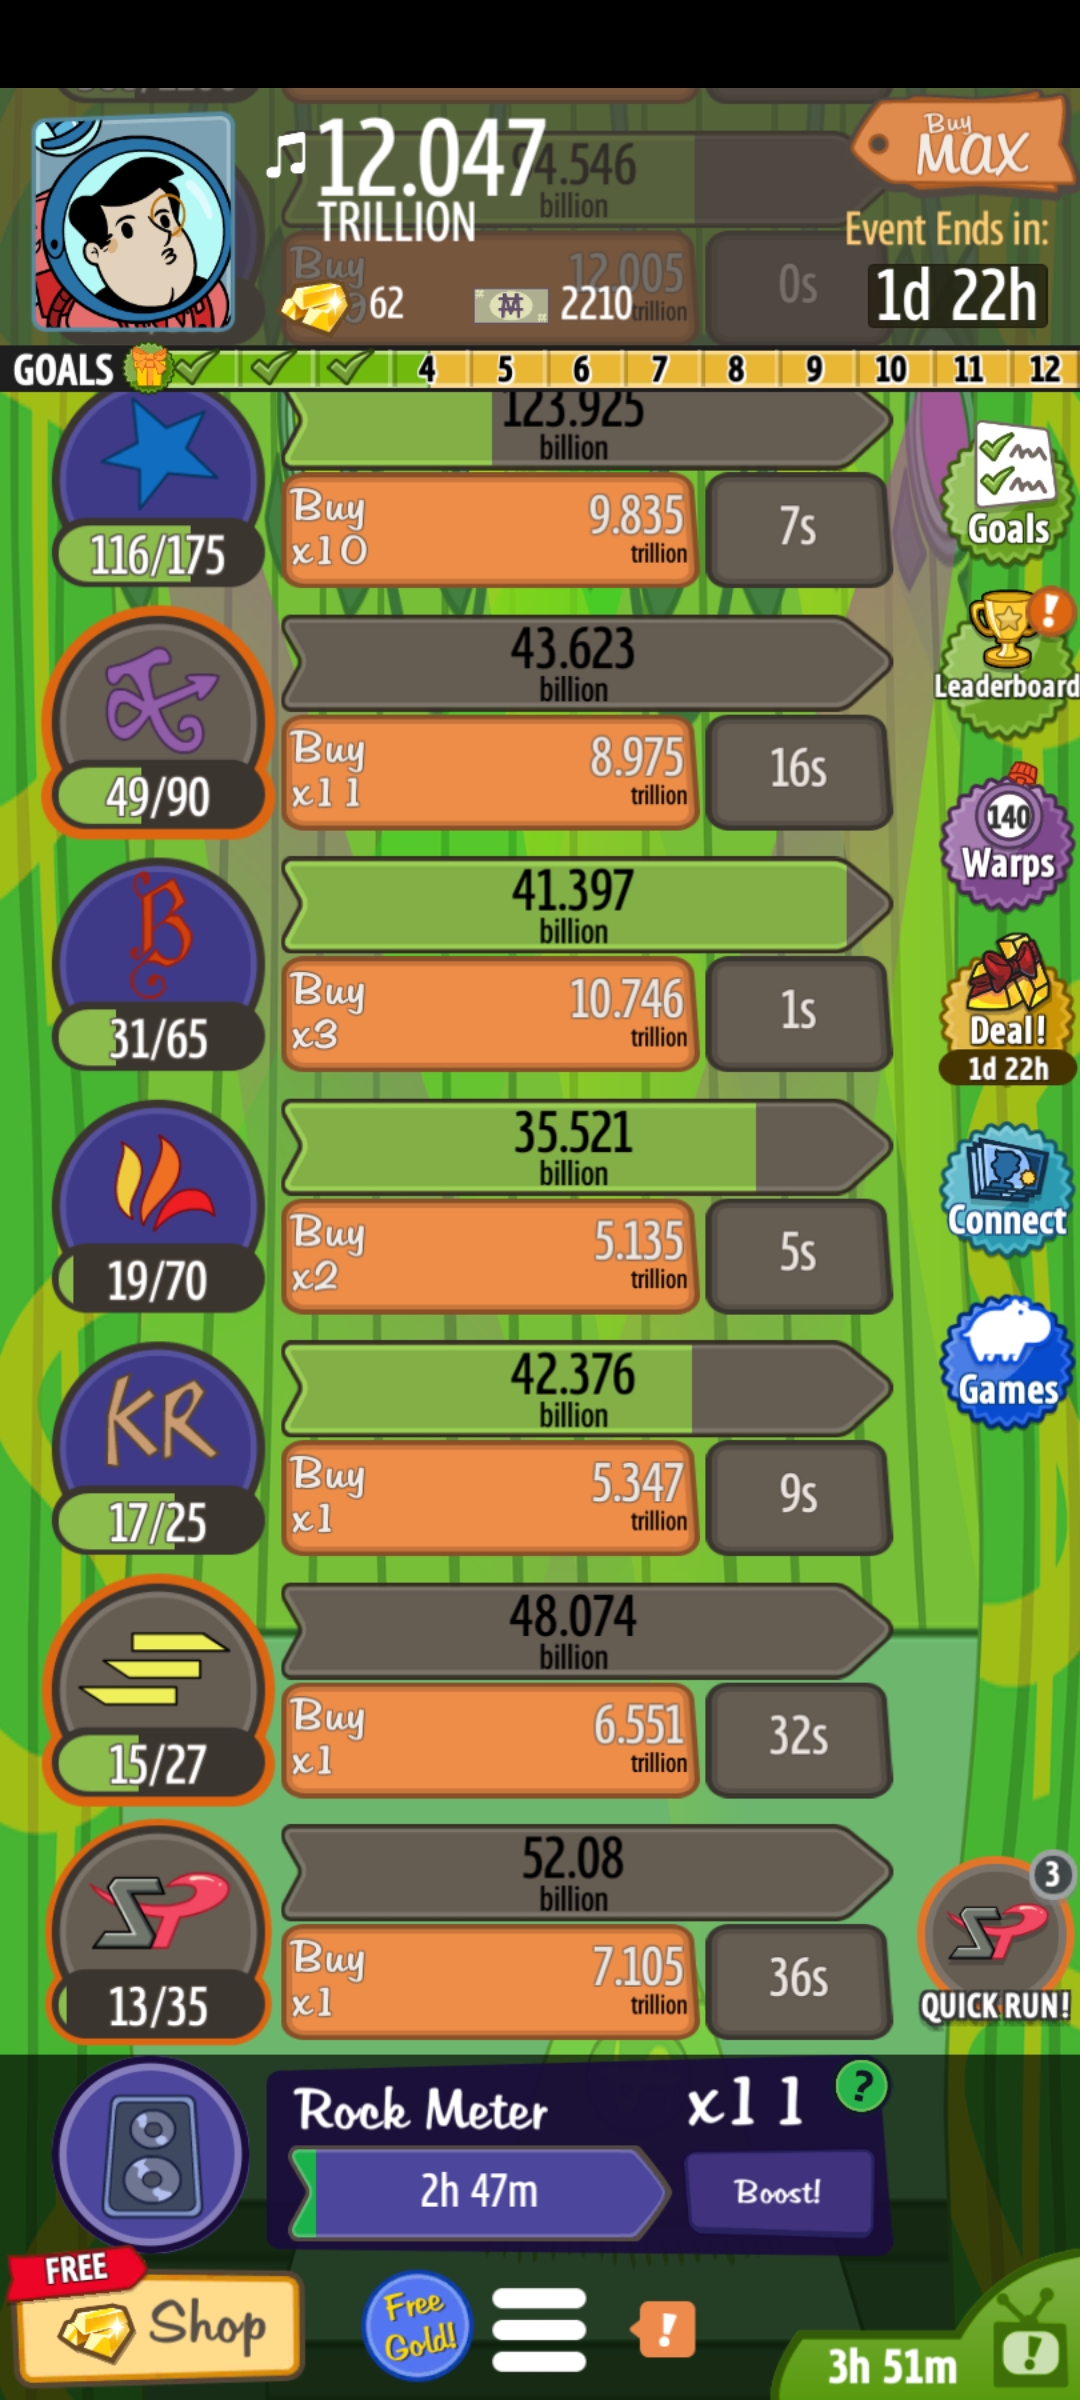 12.047
TRILLION
4.546
billion
Buy
MAX
Event Ends in:
1d 22h
62
2210
Buy
12.005
trillion
0s
GOALS
4
5
6
7
8
9
10
11
12
123.925
billion
116/175
Buy
x10
9.835
trillion
7s
Goals
43.623
billion
49/90
Buy
x11
8.975
trillion
16s
!
Leaderboard
41.397
billion
31/65
Buy
x3
10.746
trillion
1s
140
Warps
35.521
billion
19/70
Buy
x2
5.135
trillion
5s
Deal!
1d 22h
Connect
42.376
billion
KR
17/25
Buy
x1
5.347
trillion
9s
Games
48.074
billion
15/27
Buy
x1
6.551
trillion
32s
52.08
billion
SP
13/35
Buy
x1
7.105
trillion
36s
3
SP
QUICK RUN!
Rock Meter
x11
?
2h 47m
Boost!
FREE
Shop
Free
Gold!
!
3h 51m
!